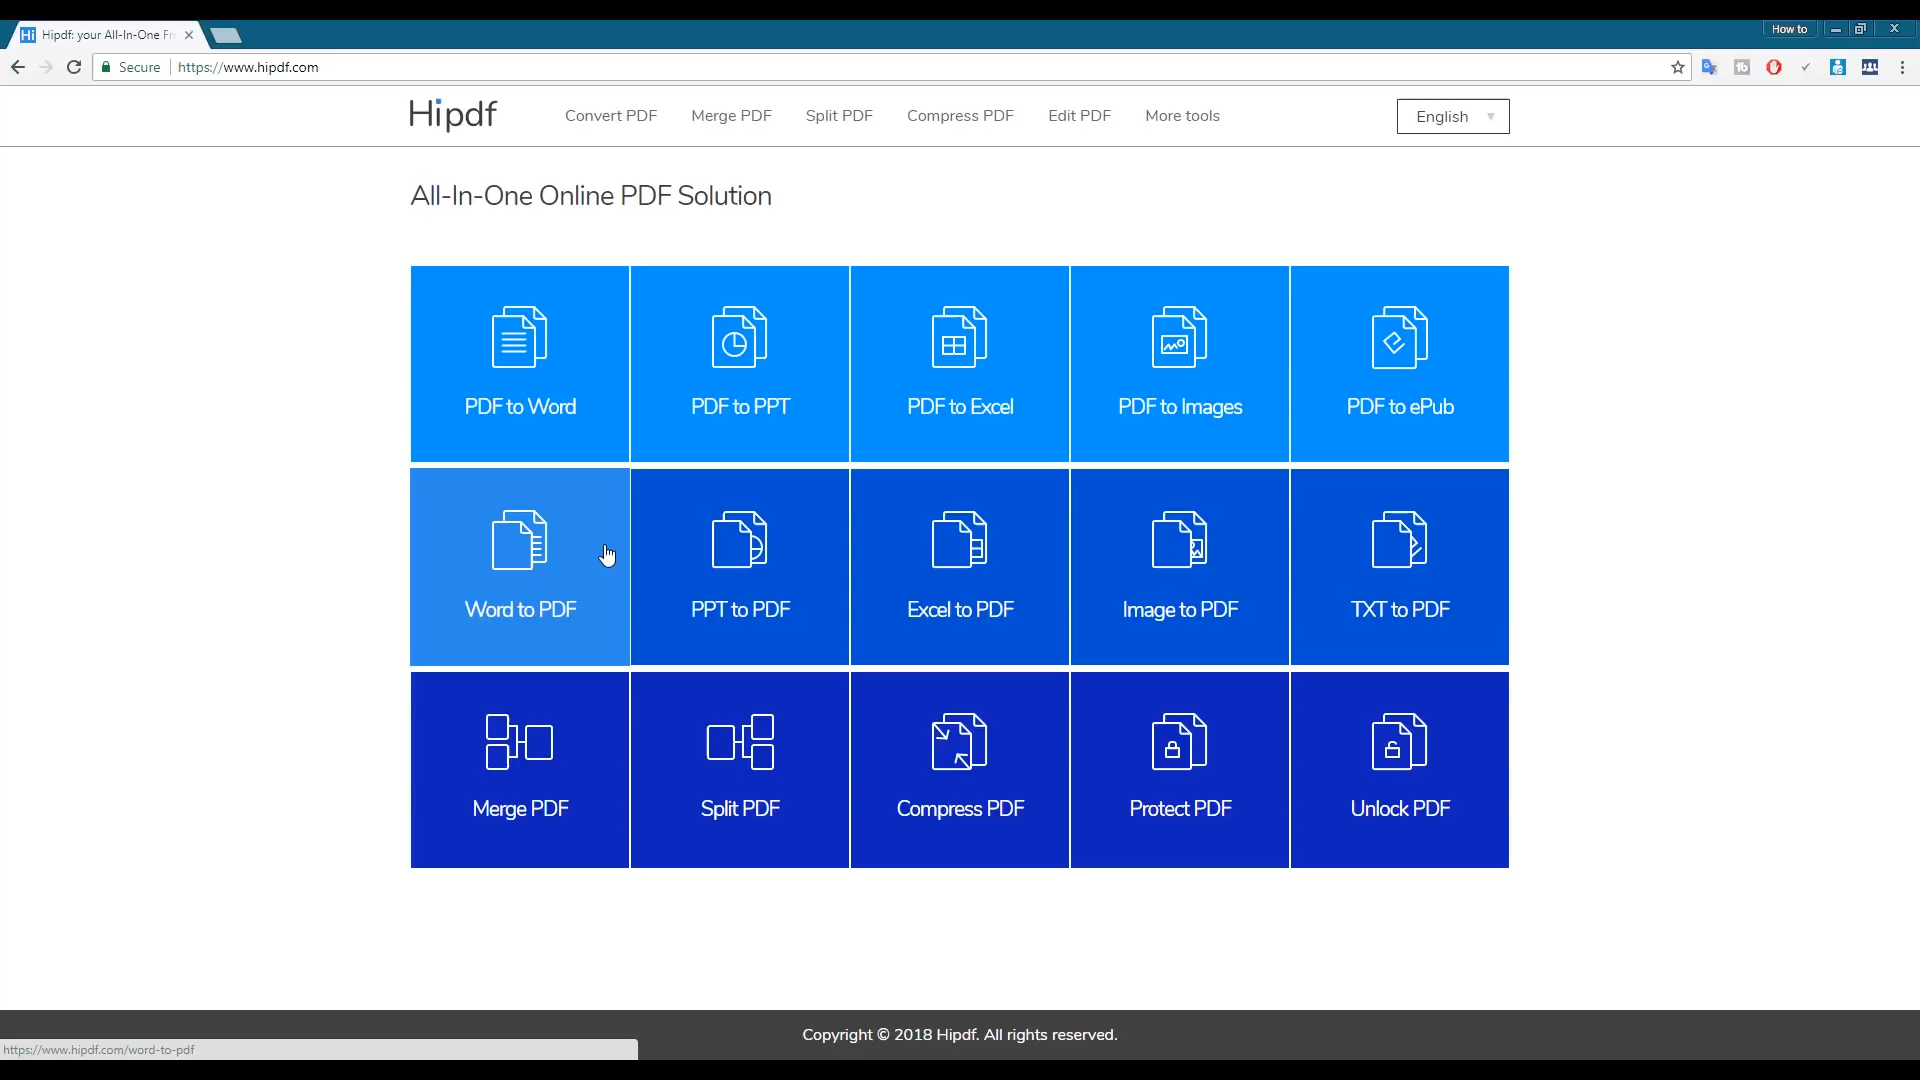 Hi Hipdf: your All-In-One Fr
How to
Secure https://www.hipdf.com
Hipdf Convert PDF Merge PDF Split PDF Compress PDF Edit PDF More tools English
All-In-One Online PDF Solution
PDF to Word PDF to PPT PDF to Excel PDF to Images PDF to ePub
Word to PDF PPT to PDF Excel to PDF Image to PDF TXT to PDF
Merge PDF Split PDF Compress PDF Protect PDF Unlock PDF
Copyright © 2018 Hipdf. All rights reserved.
https://www.hipdf.com/word-to-pdf